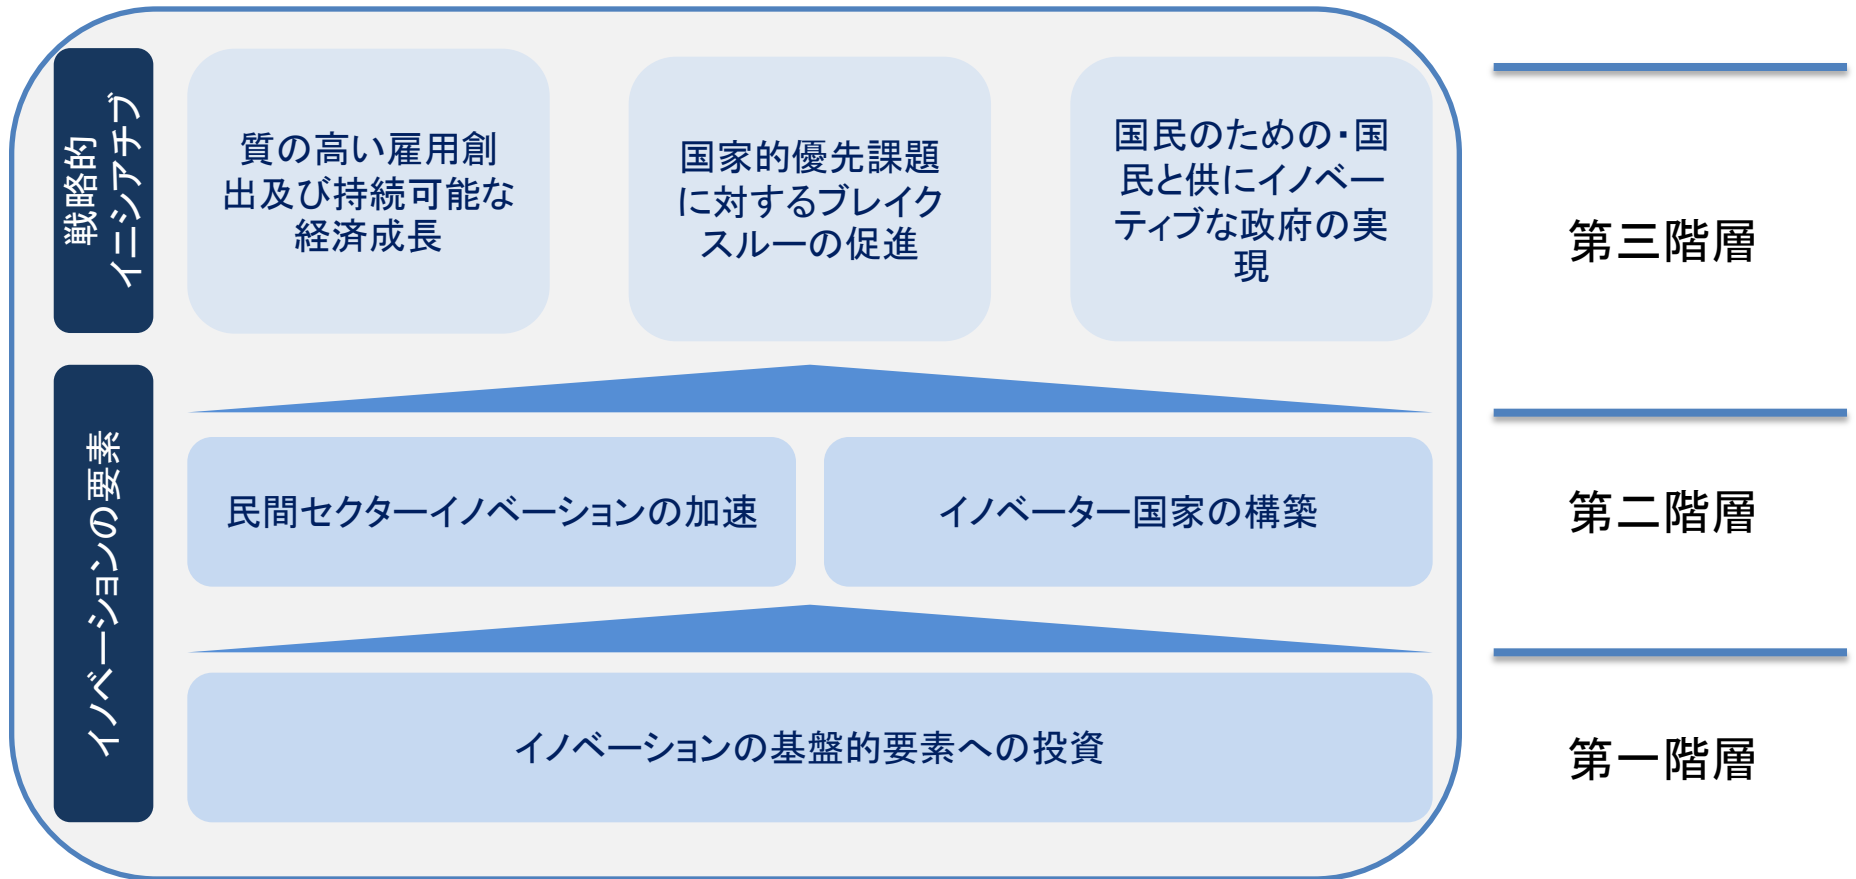 戦略的
イニシアチブ
質の高い雇用創
出及び持続可能な
経済成長
国家的優先課題
に対するブレイク
スルーの促進
国民のための・国
民と供にイノベー
ティブな政府の実
現
第三階層
イノベーションの要素
民間セクターイノベーションの加速
イノベーター国家の構築
第二階層
イノベーションの基盤的要素への投資
第一階層